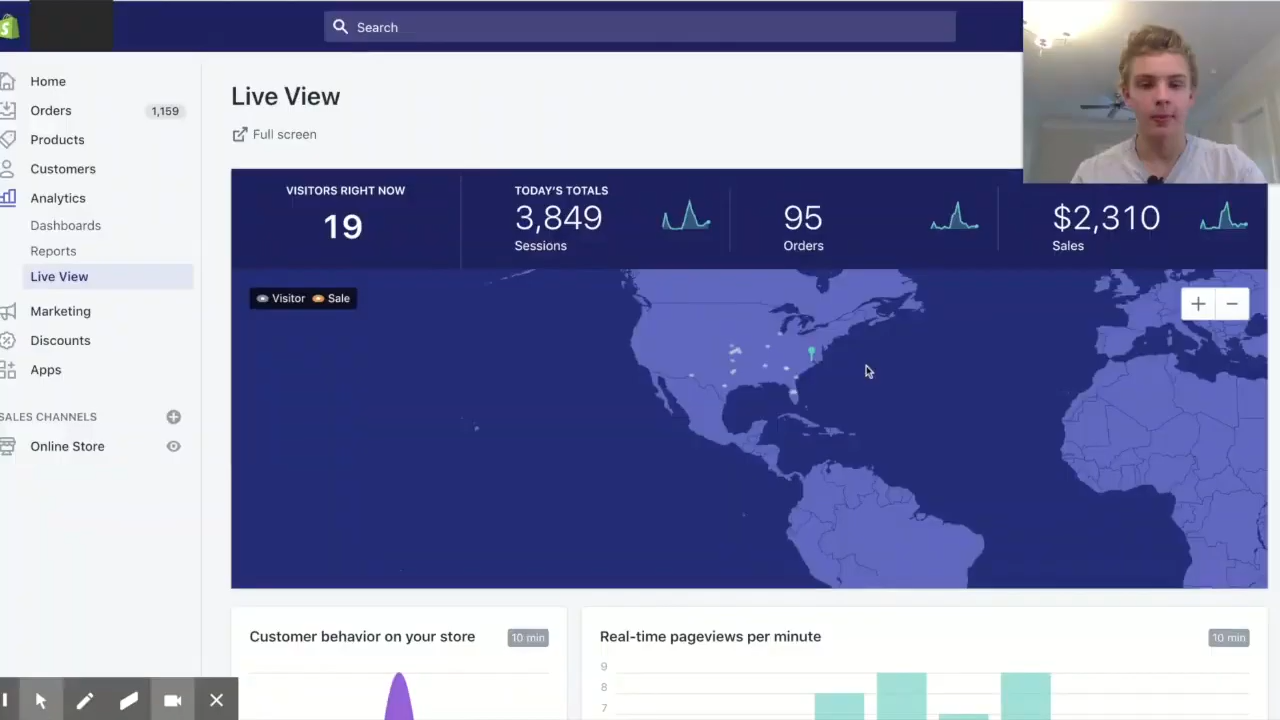 Search
Home
Orders 1,159
Products
Customers
Analytics
Dashboards
Reports
Live View
Marketing
Discounts
Apps
SALES CHANNELS
Online Store
Live View
Full screen
VISITORS RIGHT NOW
19
TODAY'S TOTALS
3,849
Sessions
95
Orders
$2,310
Sales
Visitor Sale
Customer behavior on your store 10 min
Real-time pageviews per minute 10 min
9
8
7